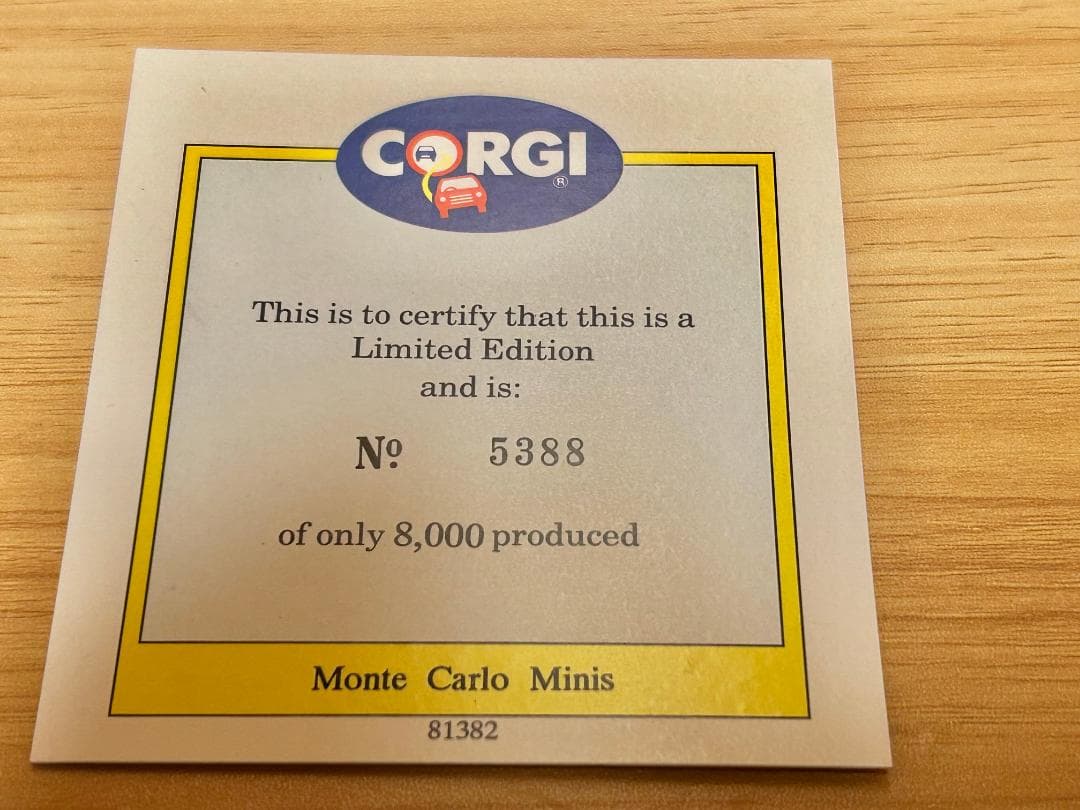 CORGI
®
This is to certify that this is a
Limited Edition
and is:
Nº 5388
of only 8,000 produced
Monte Carlo Minis
81382